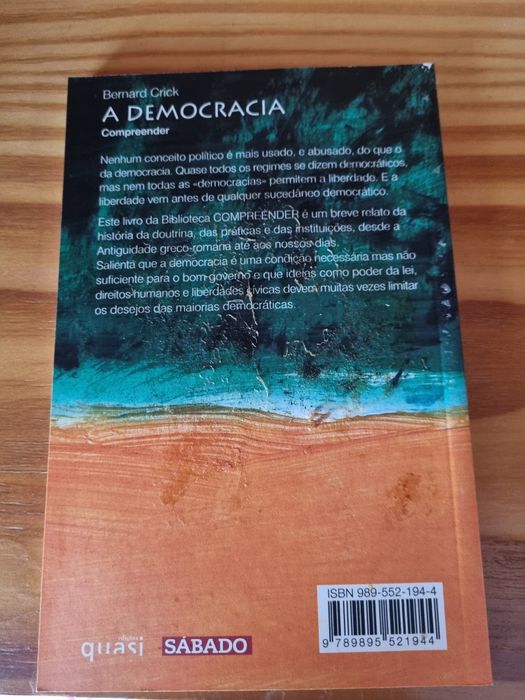 Bernard Crick
A DEMOCRACIA
Compreender
Nenhum conceito político é mais usado, e abusado, do que o
da democracia. Quase todos os regimes se dizem democráticos,
mas nem todas as «democracias» permitem a liberdade. E a
liberdade vem antes de qualquer sucedâneo democrático.
Este livro da Biblioteca COMPREENDER é um breve relato da
história da doutrina, das práticas e das instituições, desde a
Antiguidade greco-romana até aos nossos dias.
Salienta que a democracia é uma condição necessária mas não
suficiente para o bom governo e que ideias como poder da lei,
direitos humanos e liberdades cívicas devem muitas vezes limitar
os desejos das maiorias democráticas.
ISBN 989-552-194-4
9 789895 521944
edições
quasi
SÁBADO